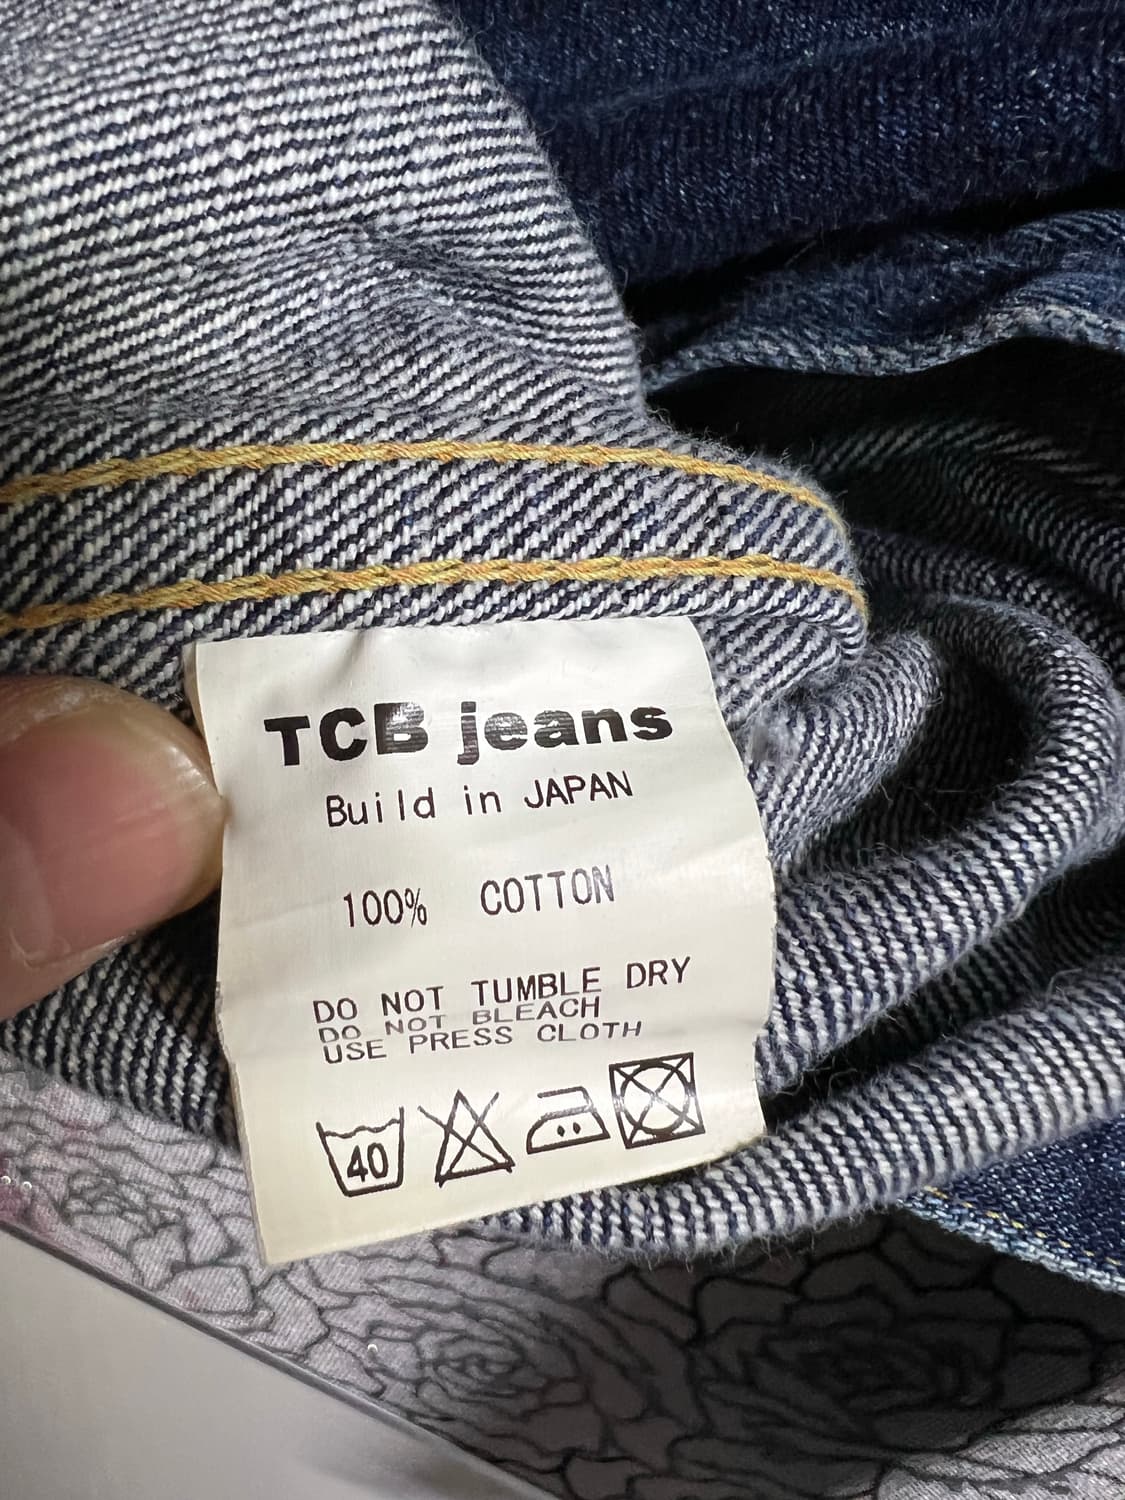 TCB jeans
Build in JAPAN
100% COTTON
DO NOT TUMBLE DRY
DO NOT BLEACH
USE PRESS CLOTH
40